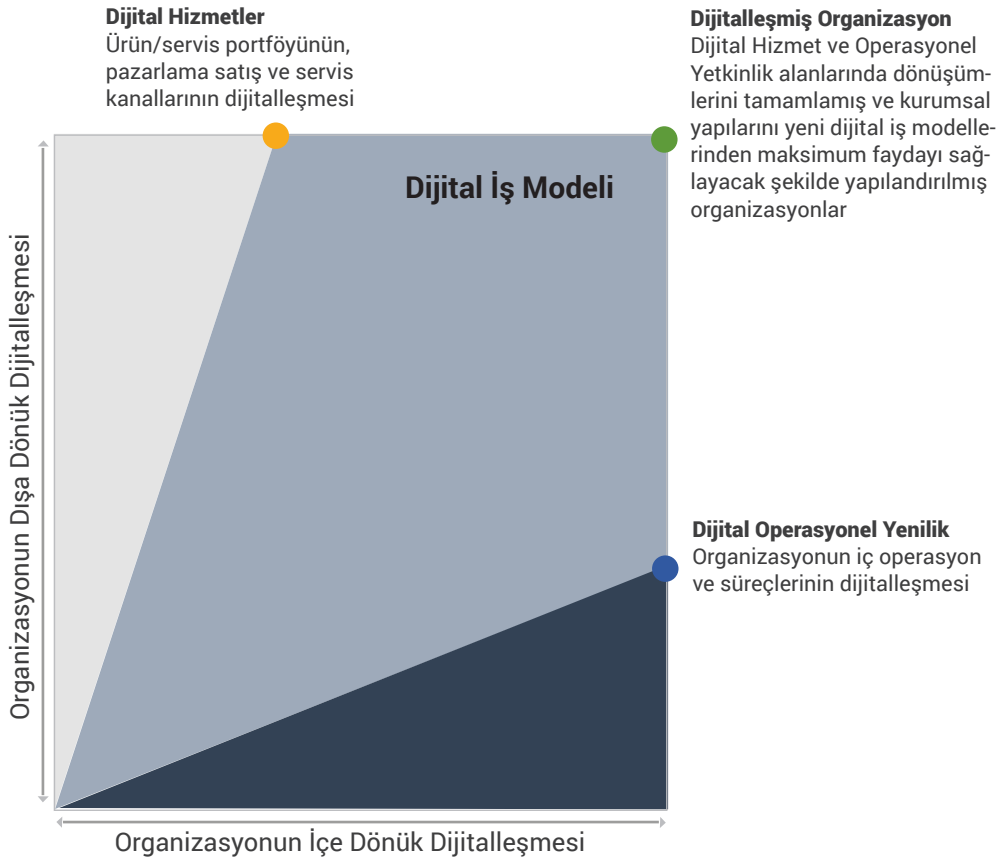 Dijital Hizmetler
Ürün/servis portföyünün,
pazarlama satış ve servis
kanallarının dijitalleşmesi
Dijitalleşmiş Organizasyon
Dijital Hizmet ve Operasyonel
Yetkinlik alanlarında dönüşüm-
lerini tamamlamış ve kurumsal
yapılarını yeni dijital iş modelle-
rinden maksimum faydayı sağ-
layacak şekilde yapılandırılmış
organizasyonlar
Dijital İş Modeli
Organizasyonun Dışa Dönük Dijitalleşmesi
Dijital Operasyonel Yenilik
Organizasyonun iç operasyon
ve süreçlerinin dijitalleşmesi
Organizasyonun İçe Dönük Dijitalleşmesi